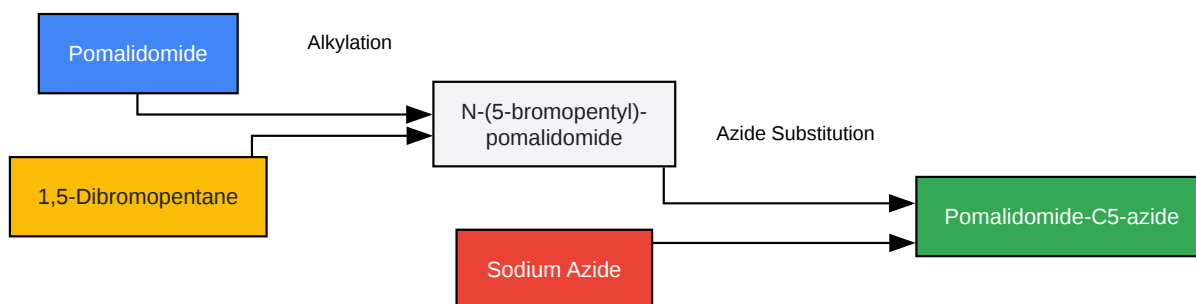 Pomalidomide
Alkylation
N-(5-bromopentyl)-
pomalidomide
Azide Substitution
1,5-Dibromopentane
Pomalidomide-C5-azide
Sodium Azide